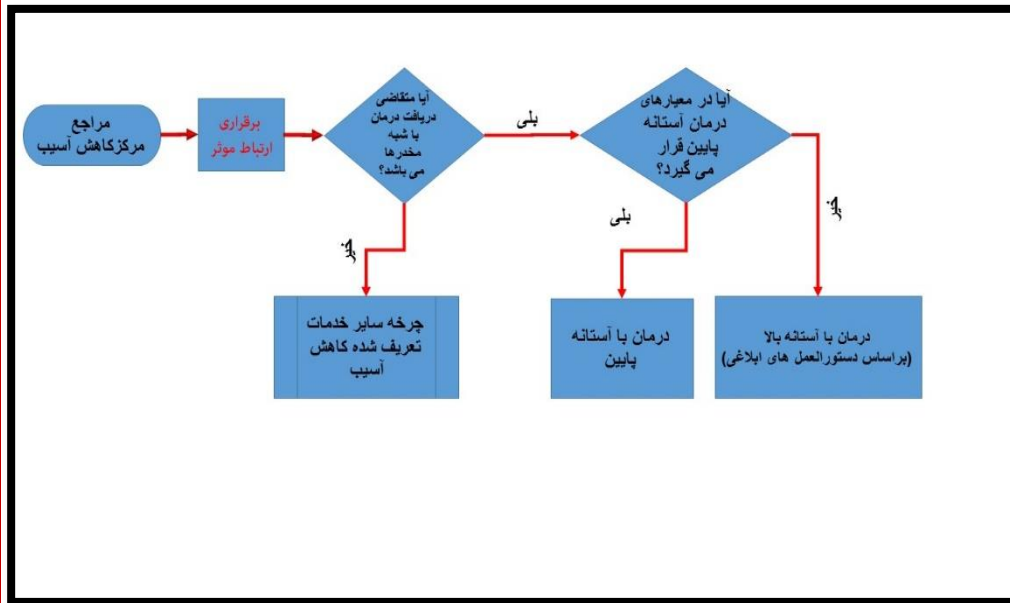 مراجع
مرکزکاهش آسیب
برقراری
ارتباط موثر
آیا متقاضی
دریافت درمان
با شبه
مخدرها
می باشد؟
بلی
آیا در معیارهای
درمان آستانه
پایین قرار
می گیرد؟
خیر
بلی
خیر
چرخه سایر خدمات
تعریف شده کاهش
آسیب
درمان با آستانه
پایین
درمان با آستانه بالا
(براساس دستورالعمل های ابلاغی)